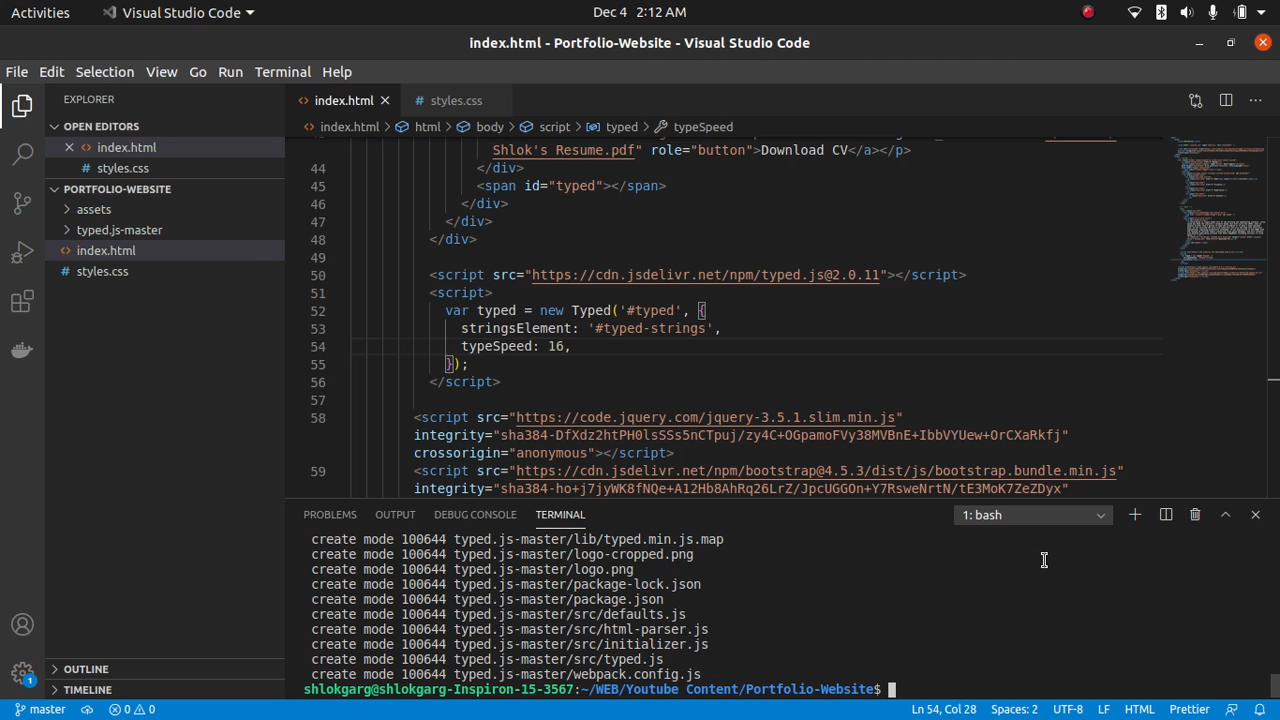 Activities
Visual Studio Code
Dec 4 2:12 AM
index.html - Portfolio-Website - Visual Studio Code
File Edit Selection View Go Run Terminal Help
EXPLORER
OPEN EDITORS
index.html
styles.css
PORTFOLIO-WEBSITE
assets
typed.js-master
index.html
styles.css
OUTLINE
TIMELINE
index.html
styles.css
index.html > html > body > script > typed > typeSpeed
Shlok's Resume.pdf" role="button">Download CV</a></p>
44 </div>
45 <span id="typed"></span>
46 </div>
47 </div>
48 </div>
49
50 <script src="https://cdn.jsdelivr.net/npm/typed.js@2.0.11"></script>
51 <script>
52 var typed = new Typed('#typed', {
53 stringsElement: '#typed-strings',
54 typeSpeed: 16,
55 });
56 </script>
57
58 <script src="https://code.jquery.com/jquery-3.5.1.slim.min.js"
integrity="sha384-DfXdz2htPH0lsSSs5nCTpuj/zy4C+OGpamoFVy38MVBnE+IbbVYUew+OrCXaRkfj"
crossorigin="anonymous"></script>
59 <script src="https://cdn.jsdelivr.net/npm/bootstrap@4.5.3/dist/js/bootstrap.bundle.min.js"
integrity="sha384-ho+j7jyWK8fNQe+A12Hb8AhRq26LrZ/JpcUGGOn+Y7RsweNrtN/tE3MoK7ZeZDyx"
PROBLEMS OUTPUT DEBUG CONSOLE TERMINAL
1: bash
create mode 100644 typed.js-master/lib/typed.min.js.map
create mode 100644 typed.js-master/logo-cropped.png
create mode 100644 typed.js-master/logo.png
create mode 100644 typed.js-master/package-lock.json
create mode 100644 typed.js-master/package.json
create mode 100644 typed.js-master/src/defaults.js
create mode 100644 typed.js-master/src/html-parser.js
create mode 100644 typed.js-master/src/initializer.js
create mode 100644 typed.js-master/src/typed.js
create mode 100644 typed.js-master/webpack.config.js
shlokgarg@shlokgarg-Inspiron-15-3567:~/WEB/Youtube Content/Portfolio-Website$
1
master
0 0
Ln 54, Col 28 Spaces: 2 UTF-8 LF HTML Prettier